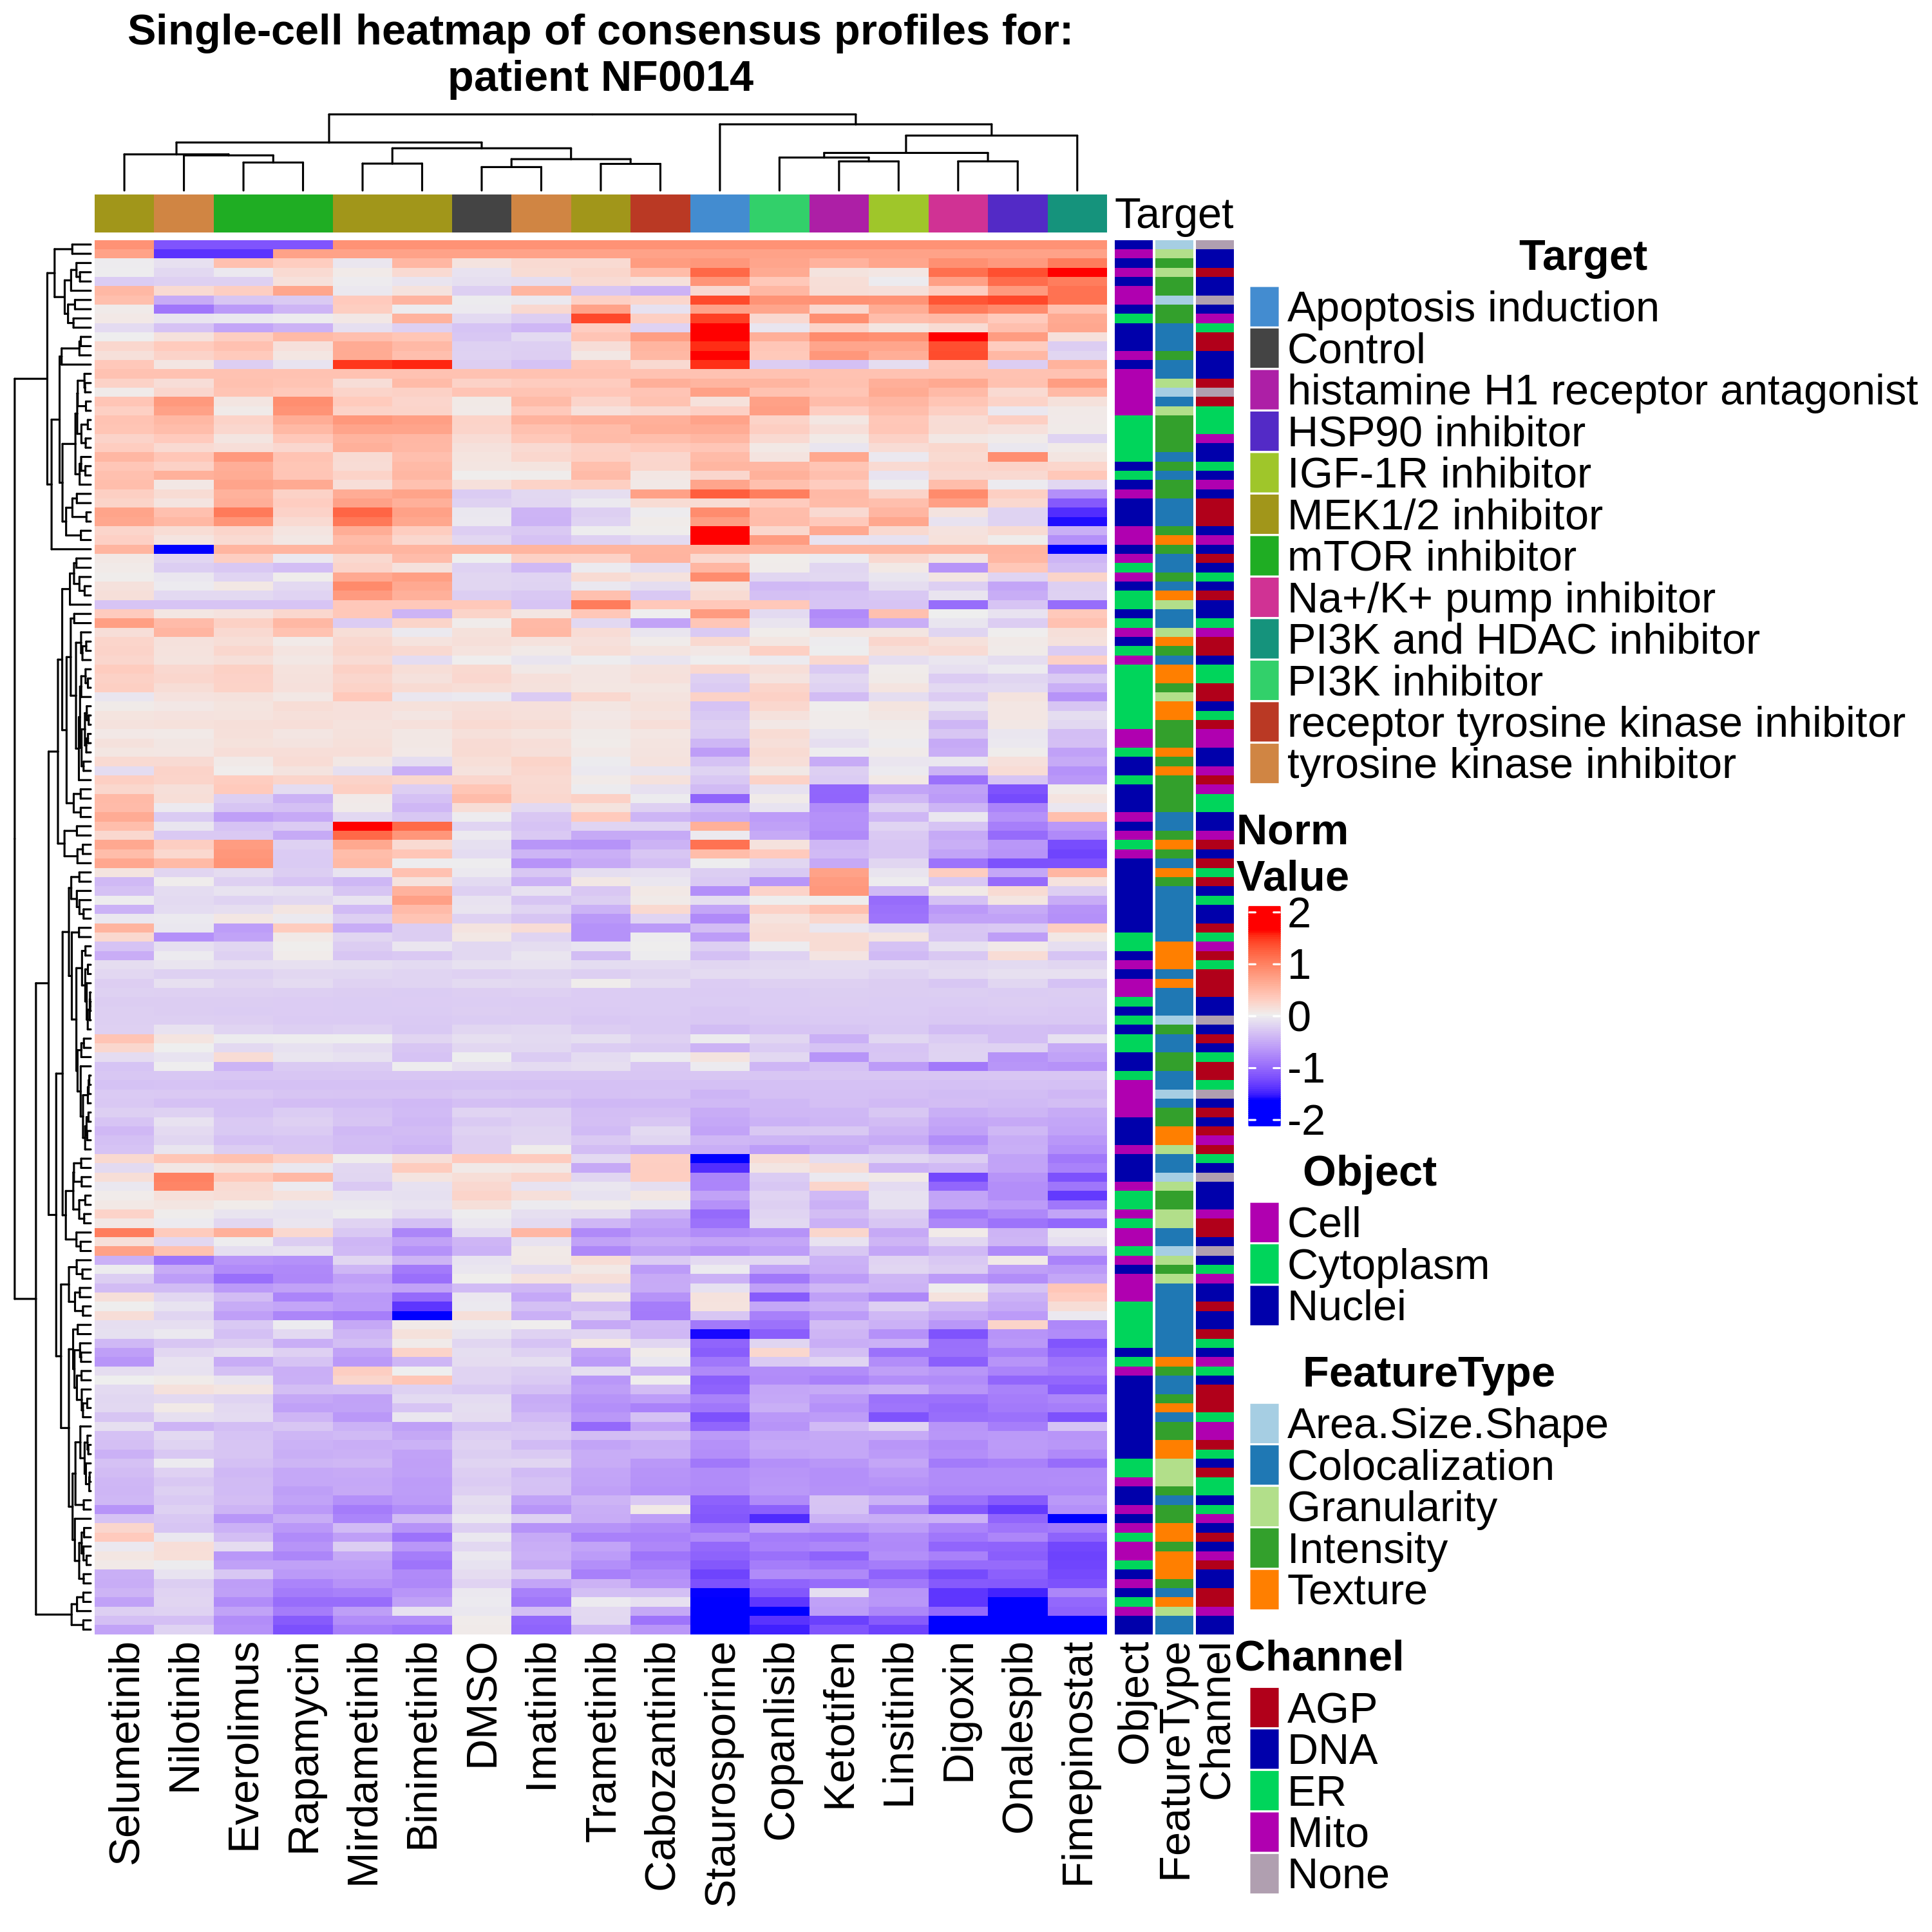 Single-cell heatmap of consensus profiles for:
patient NF0014
Target
Target
Apoptosis induction
Control
histamine H1 receptor antagonist
HSP90 inhibitor
IGF-1R inhibitor
MEK1/2 inhibitor
mTOR inhibitor
Na+/K+ pump inhibitor
PI3K and HDAC inhibitor
PI3K inhibitor
receptor tyrosine kinase inhibitor
tyrosine kinase inhibitor
Norm
Value
2
1
0
-1
-2
Object
Cell
Cytoplasm
Nuclei
FeatureType
Area.Size.Shape
Colocalization
Granularity
Intensity
Texture
Channel
AGP
DNA
ER
Mito
None
Selumetinib
Nilotinib
Everolimus
Rapamycin
Mirdametinib
Binimetinib
DMSO
Imatinib
Trametinib
Cabozantinib
Staurosporine
Copanlisib
Ketotifen
Linsitinib
Digoxin
Onalespib
Fimepinostat
Object
FeatureType
Channel